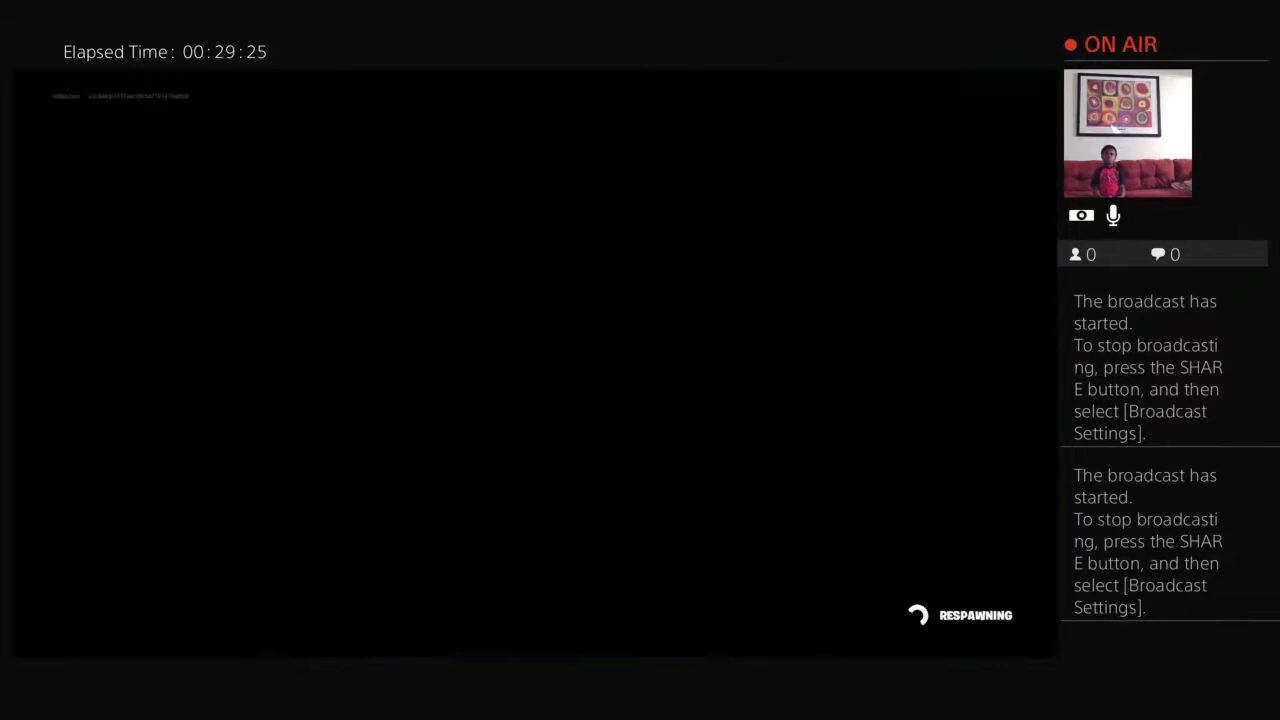 Elapsed Time: 00:29:25
ON AIR
0
0
The broadcast has
started.
To stop broadcasti
ng, press the SHAR
E button, and then
select [Broadcast
Settings].
The broadcast has
started.
To stop broadcasti
ng, press the SHAR
E button, and then
select [Broadcast
Settings].
RESPAWNING